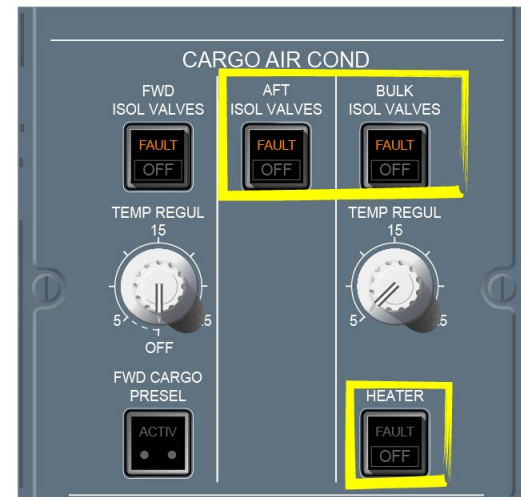 CARGO AIR COND
FWD
ISOL VALVES
AFT
ISOL VALVES
BULK
ISOL VALVES
FAULT
OFF
FAULT
OFF
FAULT
OFF
TEMP REGUL
15
5
OFF
TEMP REGUL
15
5
FWD CARGO
PRESEL
ACTIV
HEATER
FAULT
OFF